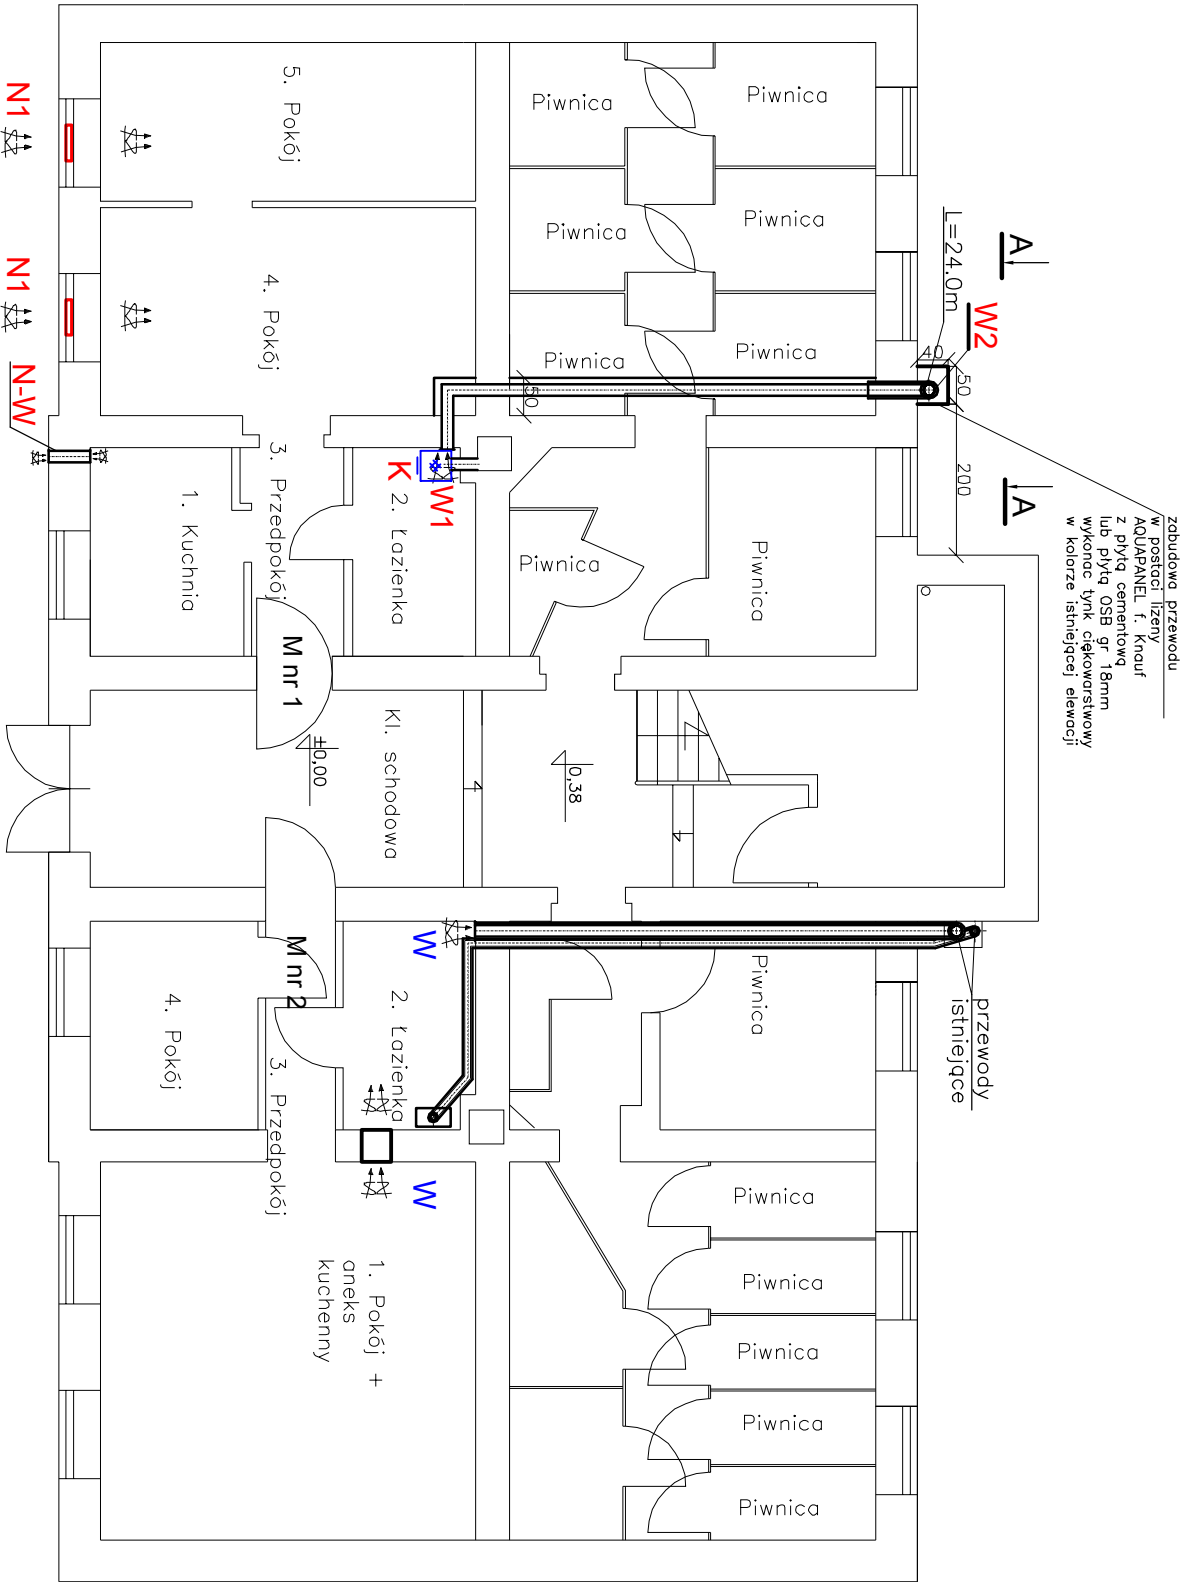 zabudowa przewodu
w postaci lizeny
AQUAPANEL f. Knauf
z płytą cementową
lub płytą OSB gr 18mm
wykonac tynk ciękowarstwowy
w kolorze istniejącej elewacji
A
A
W2
L=24.0m
40
50
200
50
Piwnica
Piwnica
Piwnica
Piwnica
Piwnica
Piwnica
Piwnica
Piwnica
5. Pokój
4. Pokój
3. Przedpokój
2. Łazienka
1. Kuchnia
K
W1
N1
N1
N-W
M nr 1
±0,00
Kl. schodowa
0,38
M nr 2
W
W
przewody
istniejące
Piwnica
4. Pokój
3. Przedpokój
2. Łazienka
1. Pokój +
aneks
kuchenny
Piwnica
Piwnica
Piwnica
Piwnica
Piwnica